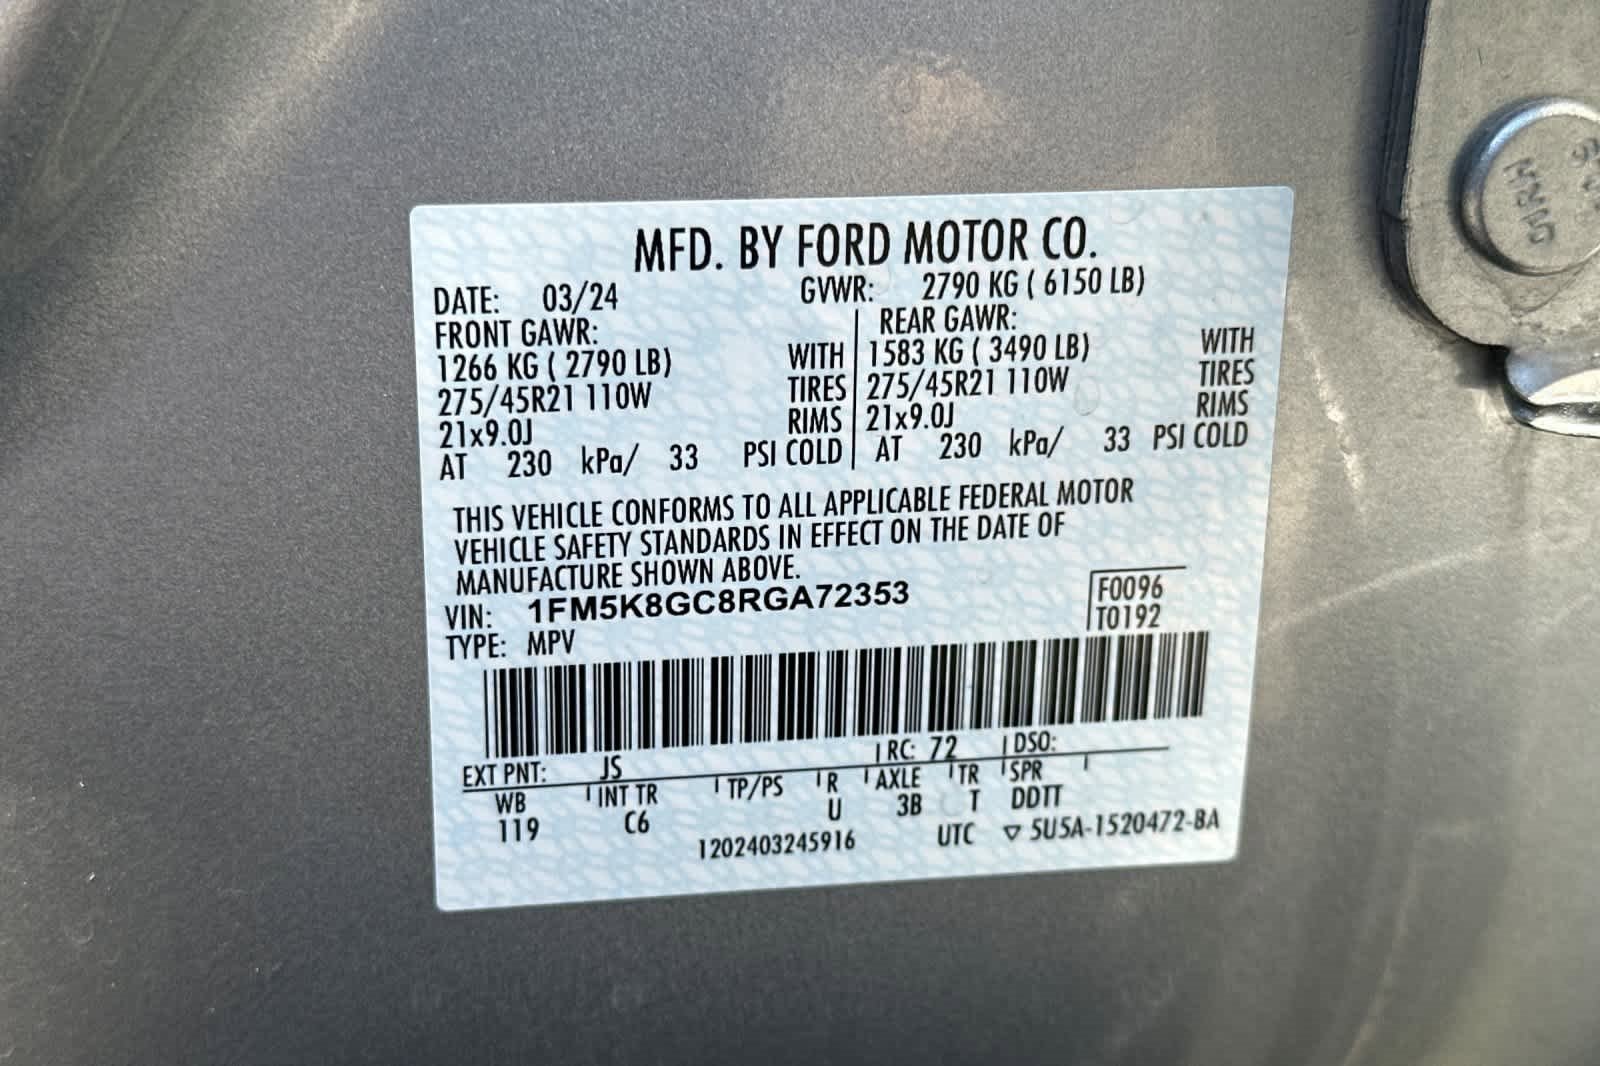 MFD. BY FORD MOTOR CO.
DATE: 03/24 GVWR: 2790 KG ( 6150 LB)
FRONT GAWR: REAR GAWR:
1266 KG ( 2790 LB) WITH 1583 KG ( 3490 LB) WITH
275/45R21 110W TIRES 275/45R21 110W TIRES
21x9.0J RIMS 21x9.0J RIMS
AT 230 kPa/ 33 PSI COLD AT 230 kPa/ 33 PSI COLD
THIS VEHICLE CONFORMS TO ALL APPLICABLE FEDERAL MOTOR
VEHICLE SAFETY STANDARDS IN EFFECT ON THE DATE OF
MANUFACTURE SHOWN ABOVE.
VIN: 1FM5K8GC8RGA72353 F0096
TYPE: MPV T0192
EXT PNT: JS RC: 72 DSO:
WB INT TR TP/PS R AXLE TR SPR
119 C6 U 3B T DDTT
1202403245916 UTC ▽ 5U5A-1520472-BA